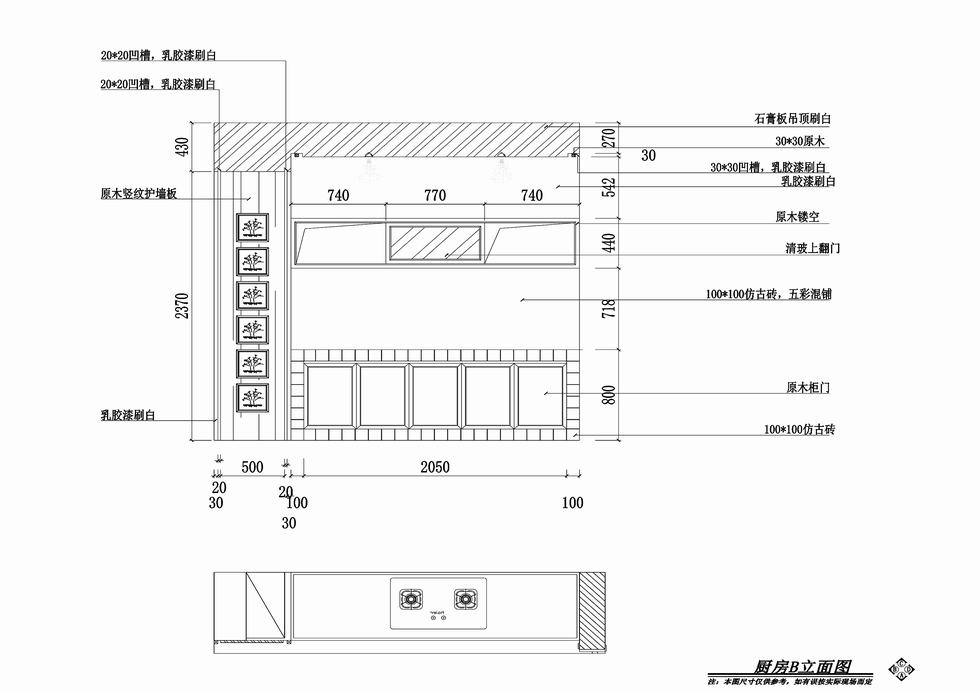 20*20凹槽，乳胶漆刷白
20*20凹槽，乳胶漆刷白
石膏板吊顶刷白
430
270
30*30原木
30
30*30凹槽，乳胶漆刷白
乳胶漆刷白
542
原木竖纹护墙板
740
770
740
原木镂空
440
清玻上翻门
100*100仿古砖，五彩混铺
2370
718
原木柜门
800
乳胶漆刷白
100*100仿古砖
500
2050
20
20
30
100
100
30
厨房B立面图
注：本图尺寸仅供参考，如有误按实际现场而定